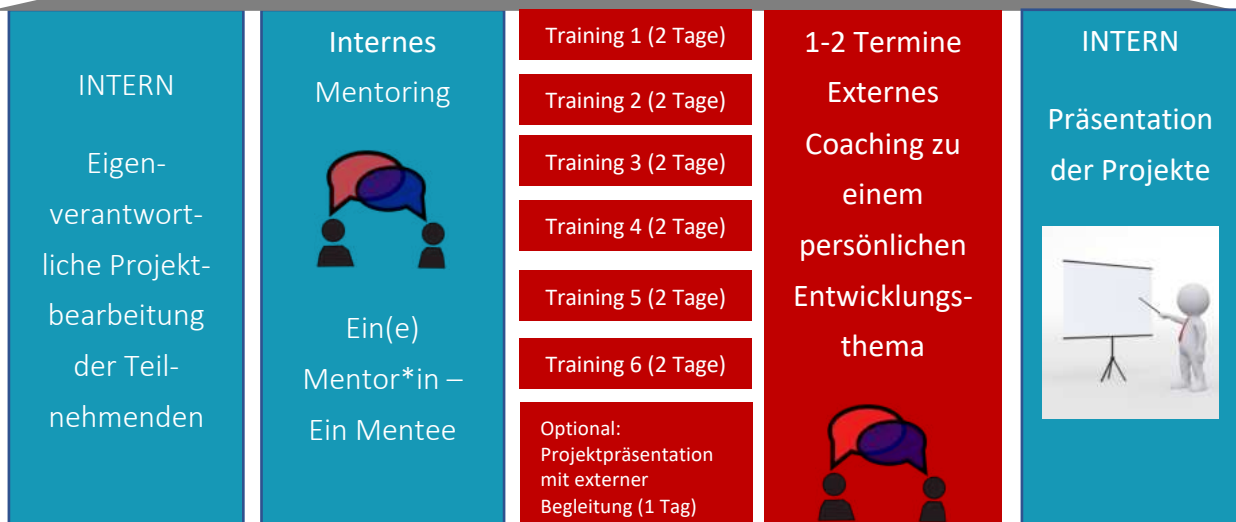 INTERN
Eigen-
verantwort-
liche Projekt-
bearbeitung
der Teil-
nehmenden
Internes
Mentoring
Ein(e)
Mentor*in –
Ein Mentee
Training 1 (2 Tage)
Training 2 (2 Tage)
Training 3 (2 Tage)
Training 4 (2 Tage)
Training 5 (2 Tage)
Training 6 (2 Tage)
Optional:
Projektpräsentation
mit externer
Begleitung (1 Tag)
1-2 Termine
Externes
Coaching zu
einem
persönlichen
Entwicklungs-
thema
INTERN
Präsentation
der Projekte